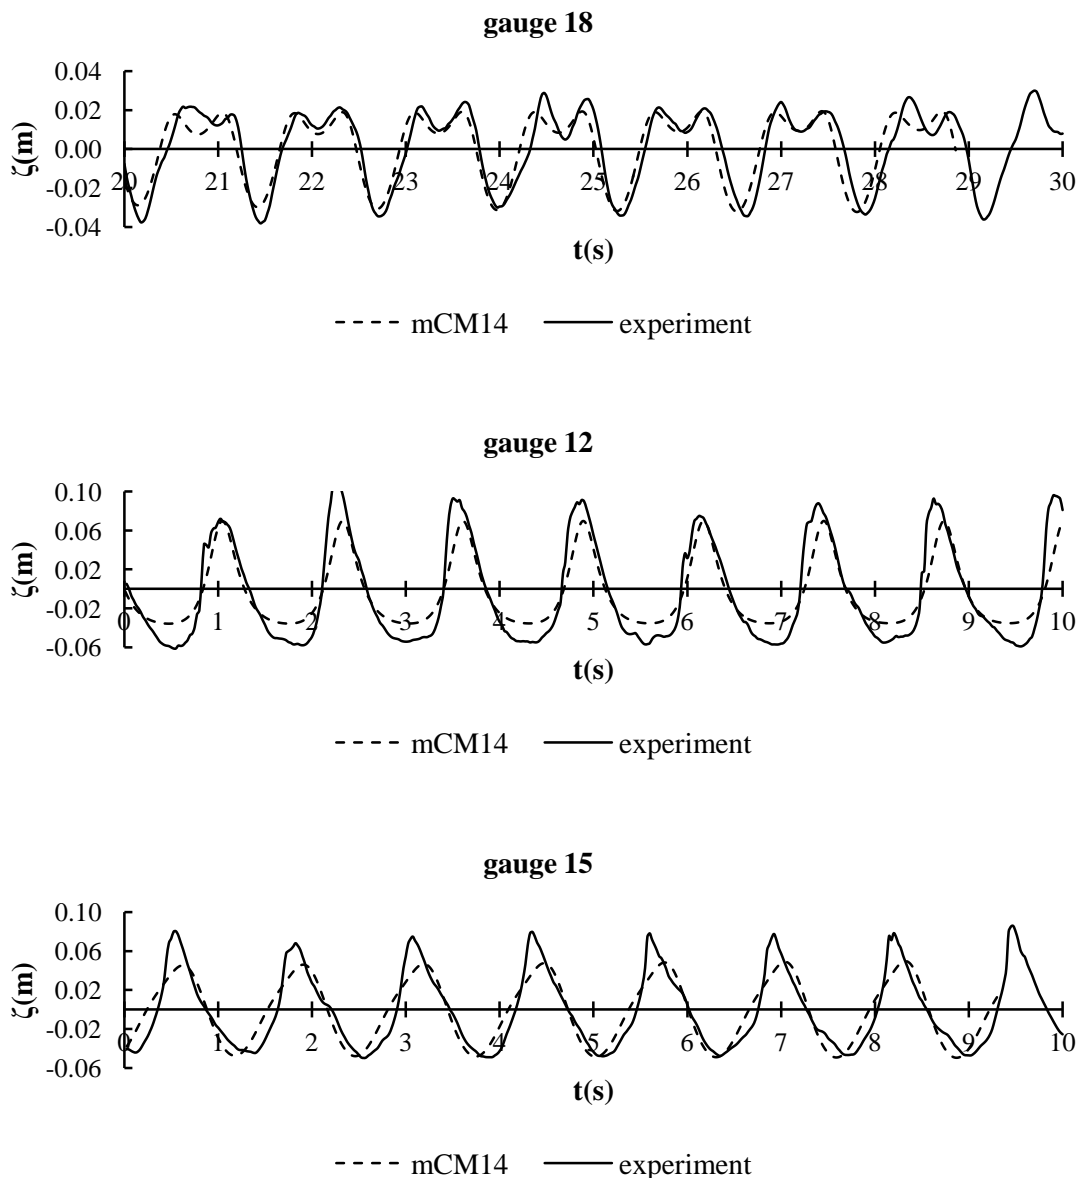 gauge 18
0.04
0.02
0.00
-0.02
-0.04
ζ(m)
20 21 22 23 24 25 26 27 28 29 30
t(s)
mCM14 experiment
gauge 12
0.10
0.06
0.02
-0.02
-0.06
ζ(m)
0 1 2 3 4 5 6 7 8 9 10
t(s)
mCM14 experiment
gauge 15
0.10
0.06
0.02
-0.02
-0.06
ζ(m)
0 1 2 3 4 5 6 7 8 9 10
t(s)
mCM14 experiment